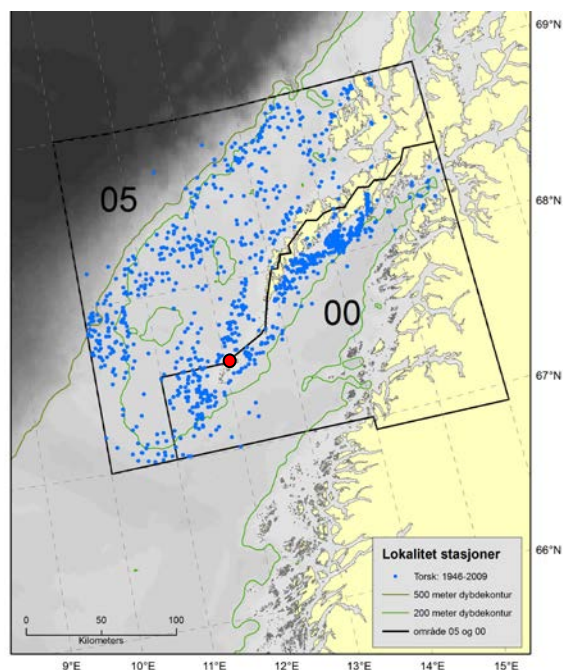 69°N
05
68°N
00
67°N
66°N
Lokalitet stasjoner
Torsk: 1946-2009
500 meter dybdekontur
200 meter dybdekontur
område 05 og 00
0 50 100
Kilometers
9°E 10°E 11°E 12°E 13°E 14°E 15°E